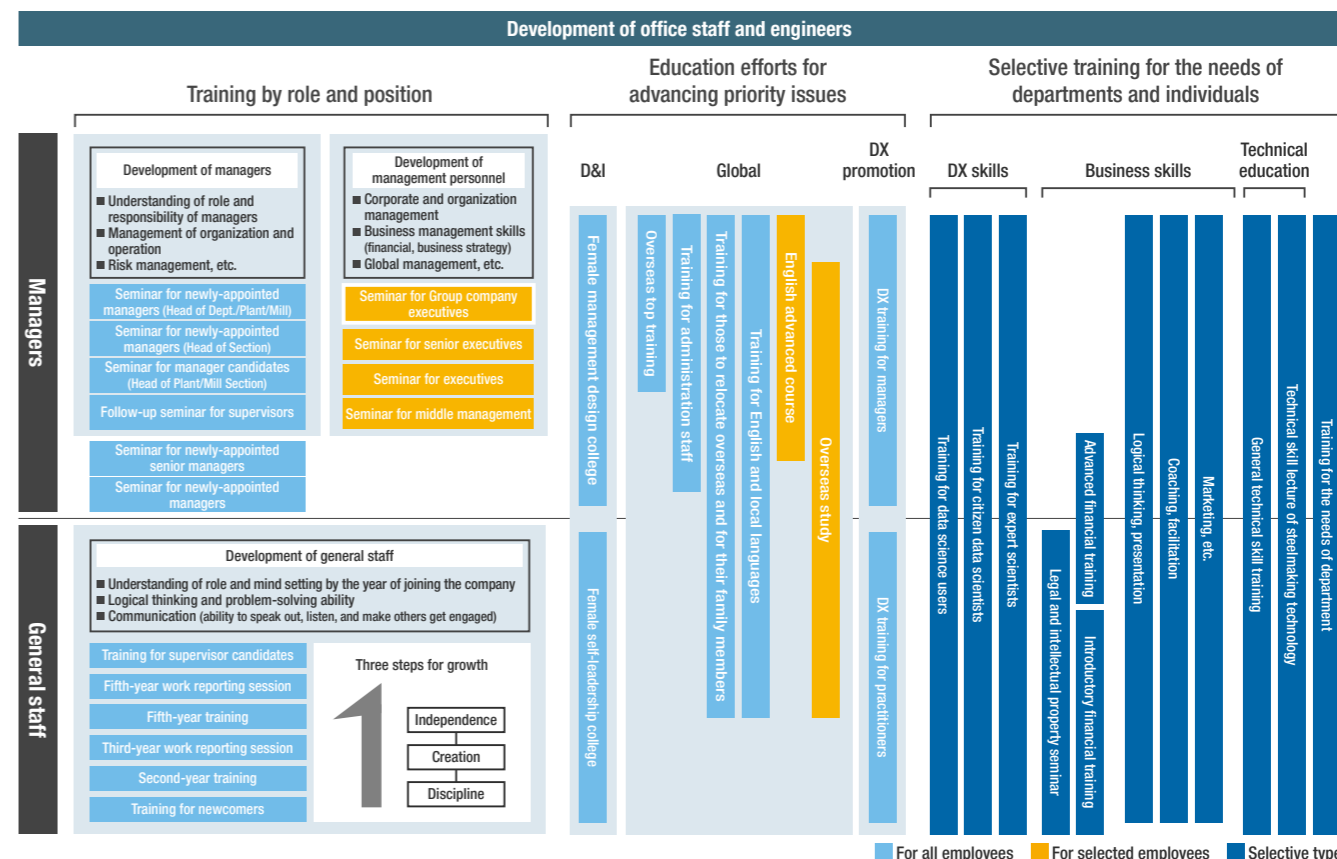 Development of office staff and engineers
Training by role and position
Education efforts for
advancing priority issues
Selective training for the needs of
departments and individuals
D&I
Global
DX
promotion
DX skills
Business skills
Technical
education
Managers
Development of managers
■ Understanding of role and
responsibility of managers
■ Management of organization and
operation
■ Risk management, etc.
Seminar for newly-appointed
managers (Head of Dept./Plant/Mill)
Seminar for newly-appointed
managers (Head of Section)
Seminar for manager candidates
(Head of Plant/Mill Section)
Follow-up seminar for supervisors
Seminar for newly-appointed
senior managers
Seminar for newly-appointed
managers
Development of
management personnel
■ Corporate and organization
management
■ Business management skills
(financial, business strategy)
■ Global management, etc.
Seminar for Group company
executives
Seminar for senior executives
Seminar for executives
Seminar for middle management
General staff
Development of general staff
■ Understanding of role and mind setting by the year of joining the company
■ Logical thinking and problem-solving ability
■ Communication (ability to speak out, listen, and make others get engaged)
Training for supervisor candidates
Fifth-year work reporting session
Fifth-year training
Third-year work reporting session
Second-year training
Training for newcomers
Three steps for growth
Independence
Creation
Discipline
Female management design college
Female self-leadership college
Overseas top training
Training for administration staff
Training for those to relocate overseas and for their family members
Training for English and local languages
English advanced course
Overseas study
DX training for managers
DX training for practitioners
Training for data science users
Training for citizen data scientists
Training for expert scientists
Legal and intellectual property seminar
Advanced financial training
Introductory financial training
Logical thinking, presentation
Coaching, facilitation
Marketing, etc.
General technical skill training
Technical skill lecture of steelmaking technology
Training for the needs of department
For all employees
For selected employees
Selective type